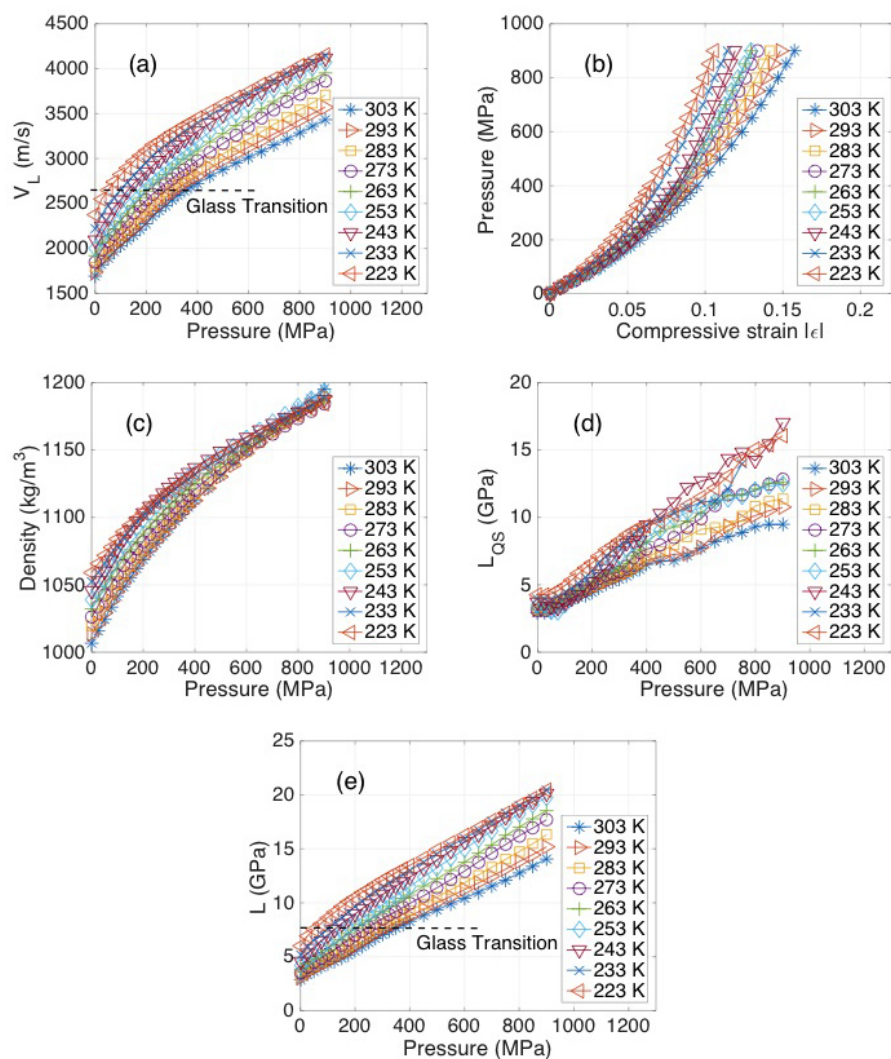 (a)
V_L (m/s)
4500
4000
3500
3000
2500
2000
1500
Glass Transition
303 K
293 K
283 K
273 K
263 K
253 K
243 K
233 K
223 K
0 200 400 600 800 1000
Pressure (MPa)
(b)
Pressure (MPa)
1000
800
600
400
200
0
303 K
293 K
283 K
273 K
263 K
253 K
243 K
233 K
223 K
0 0.05 0.1 0.15 0.2
Compressive strain |ϵ|
(c)
Density (kg/m³)
1200
1150
1100
1050
1000
303 K
293 K
283 K
273 K
263 K
253 K
243 K
233 K
223 K
0 200 400 600 800 1000
Pressure (MPa)
(d)
L_QS (GPa)
20
15
10
5
0
303 K
293 K
283 K
273 K
263 K
253 K
243 K
233 K
223 K
0 200 400 600 800 1000
Pressure (MPa)
(e)
L (GPa)
25
20
15
10
5
0
Glass Transition
303 K
293 K
283 K
273 K
263 K
253 K
243 K
233 K
223 K
0 200 400 600 800 1000
Pressure (MPa)